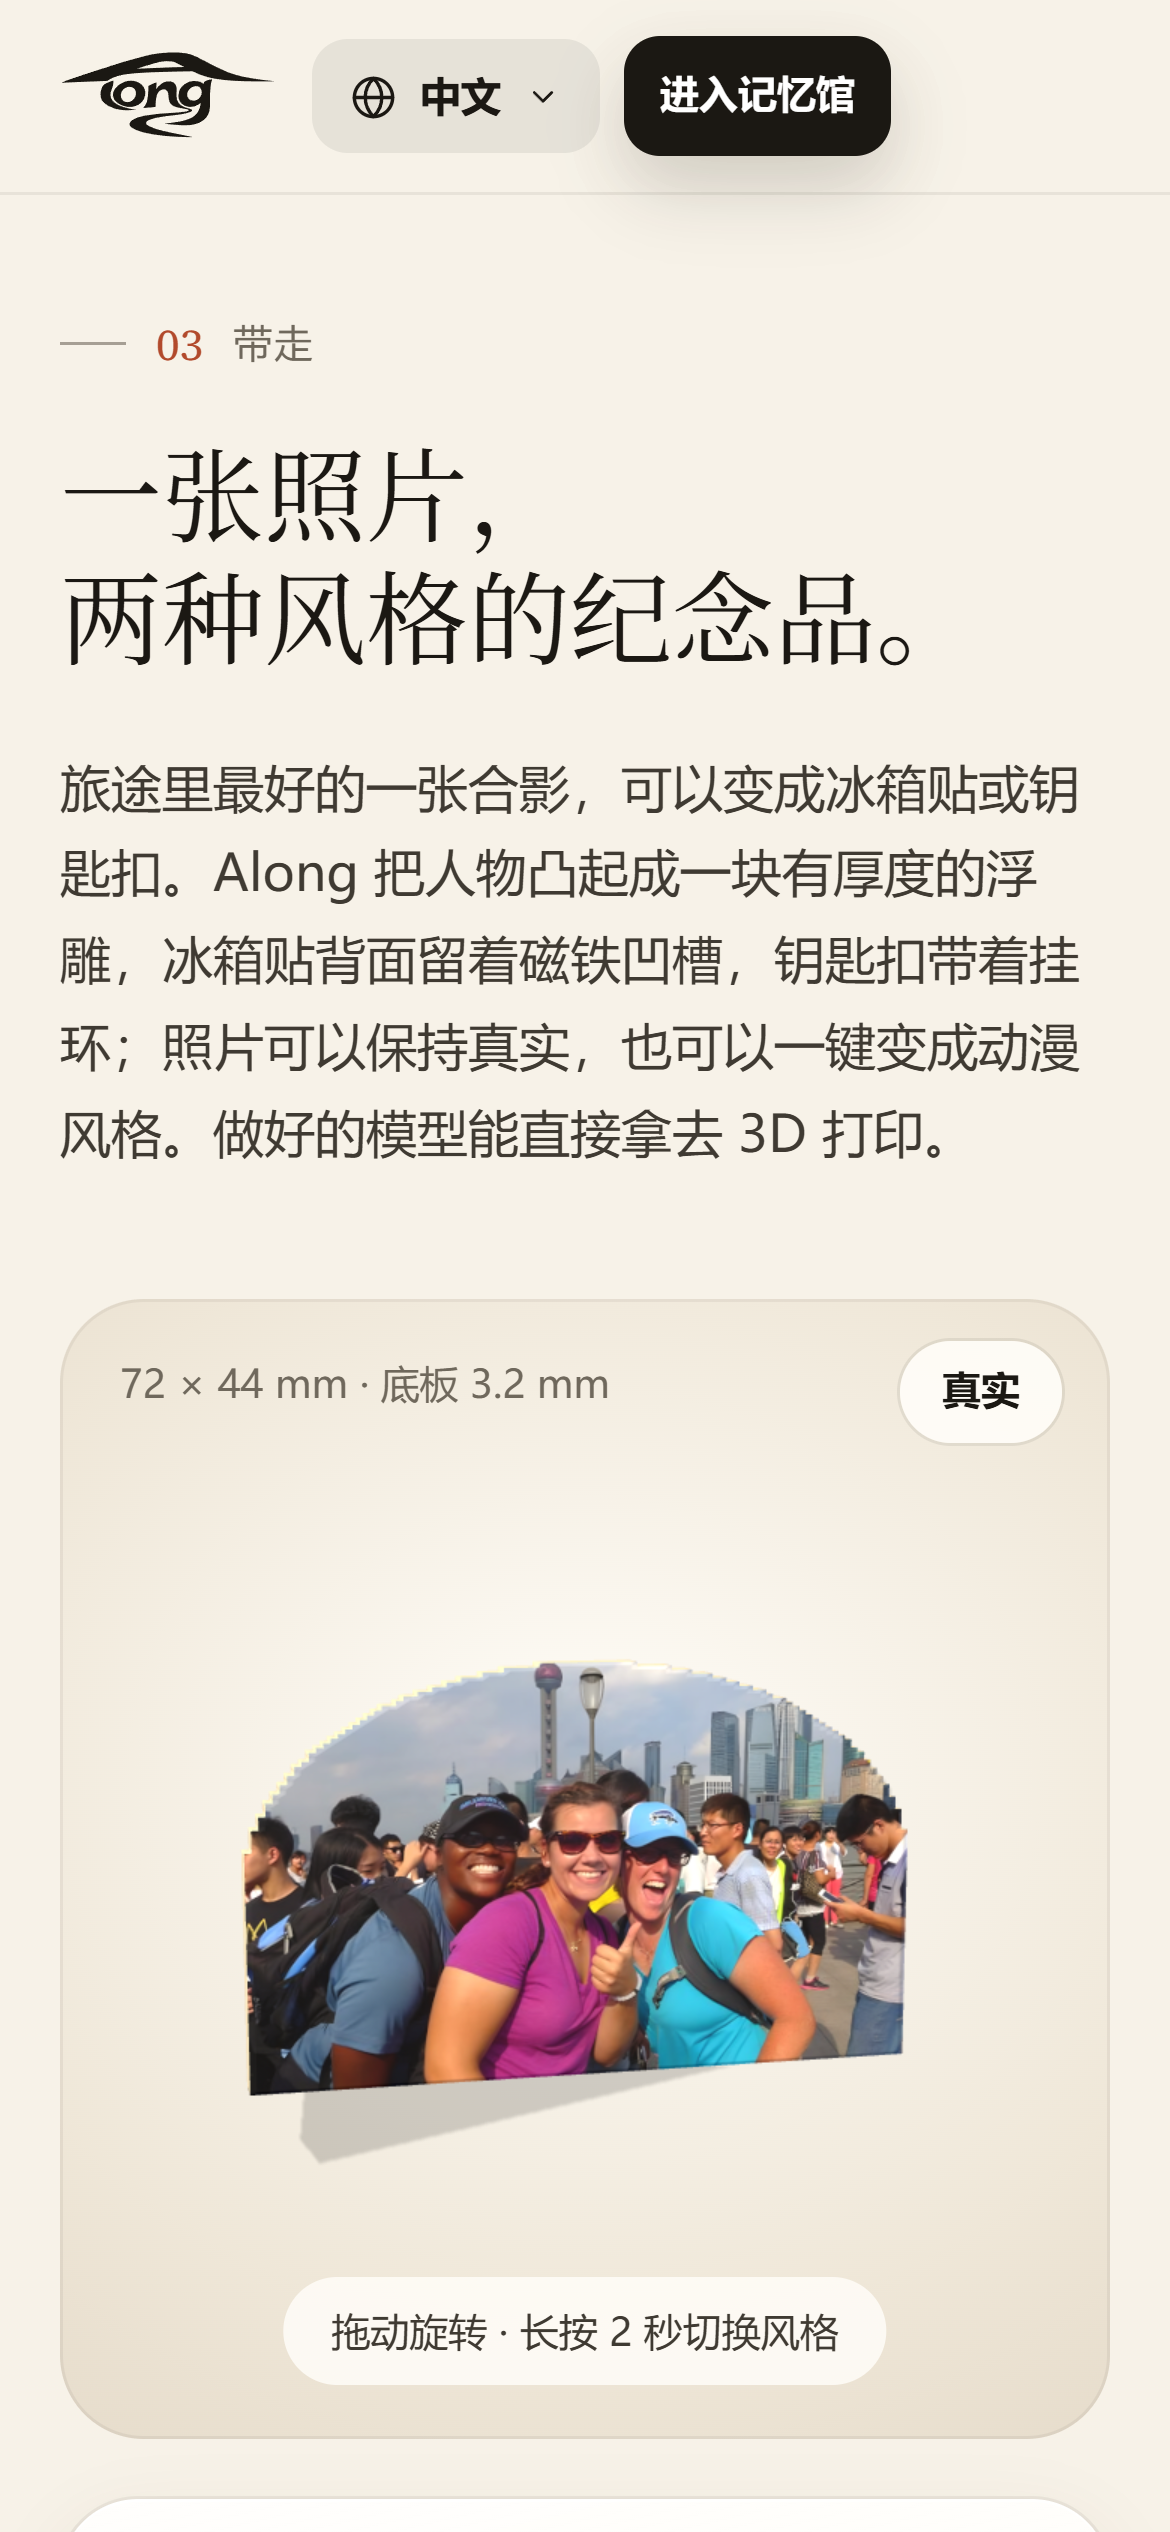 along
中文
进入记忆馆
03 带走
一张照片，
两种风格的纪念品。
旅途里最好的一张合影，可以变成冰箱贴或钥
匙扣。Along 把人物凸起成一块有厚度的浮
雕，冰箱贴背面留着磁铁凹槽，钥匙扣带着挂
环；照片可以保持真实，也可以一键变成动漫
风格。做好的模型能直接拿去 3D 打印。
72 × 44 mm · 底板 3.2 mm
真实
拖动旋转 · 长按 2 秒切换风格